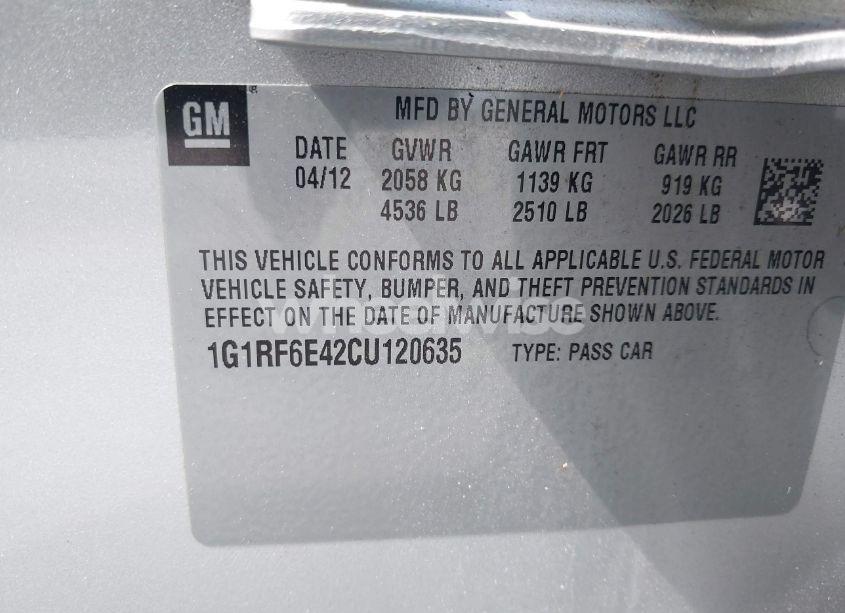 GM®
MFD BY GENERAL MOTORS LLC
DATE GVWR GAWR FRT GAWR RR
04/12 2058 KG 1139 KG 919 KG
4536 LB 2510 LB 2026 LB
THIS VEHICLE CONFORMS TO ALL APPLICABLE U.S. FEDERAL MOTOR
VEHICLE SAFETY, BUMPER, AND THEFT PREVENTION STANDARDS IN
EFFECT ON THE DATE OF MANUFACTURE SHOWN ABOVE.
wheelwise
1G1RF6E42CU120635 TYPE: PASS CAR